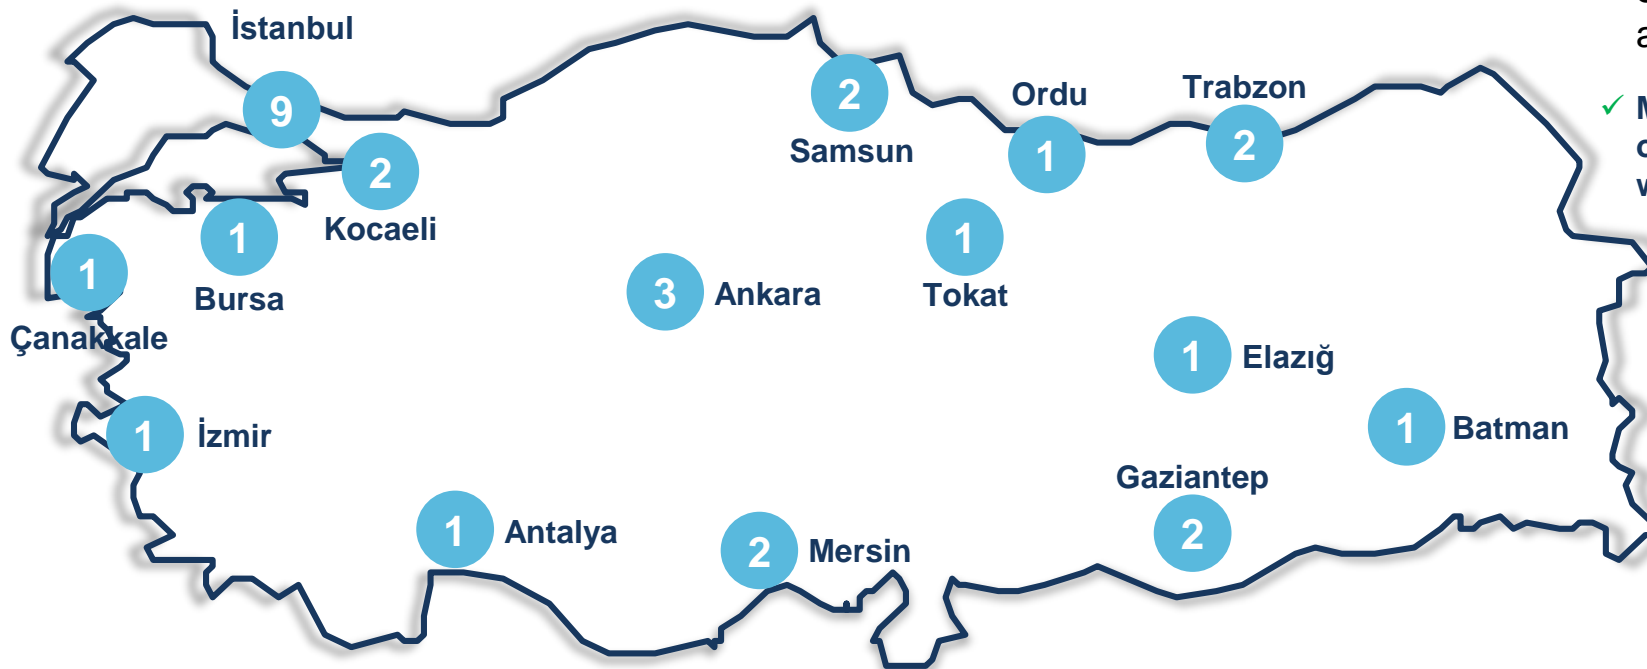 İstanbul
9
2
Kocaeli
1
Bursa
1
Çanakkale
1
İzmir
3
Ankara
1
Antalya
2
Mersin
2
Samsun
Ordu
1
Trabzon
2
1
Tokat
1
Elazığ
1
Batman
Gaziantep
2
✓